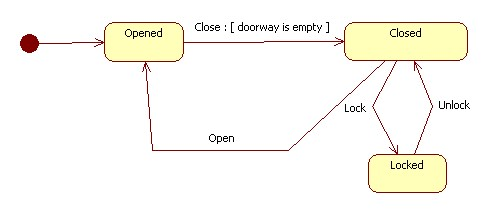 Close : [ doorway is empty ]
Opened
Closed
Lock
Unlock
Open
Locked